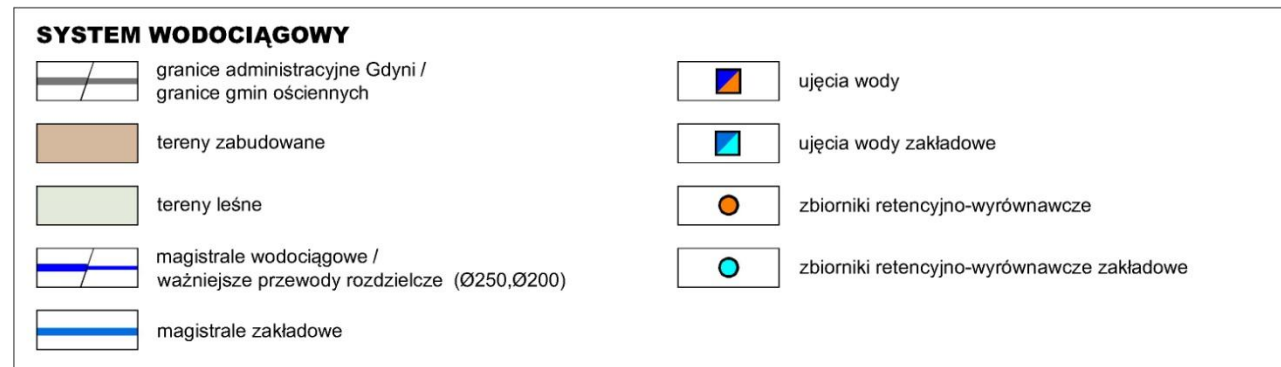 SYSTEM WODOCIĄGOWY
granice administracyjne Gdyni /
granice gmin ościennych
tereny zabudowane
tereny leśne
magistrale wodociągowe /
ważniejsze przewody rozdzielcze (Ø250,Ø200)
magistrale zakładowe
ujęcia wody
ujęcia wody zakładowe
zbiorniki retencyjno-wyrównawcze
zbiorniki retencyjno-wyrównawcze zakładowe